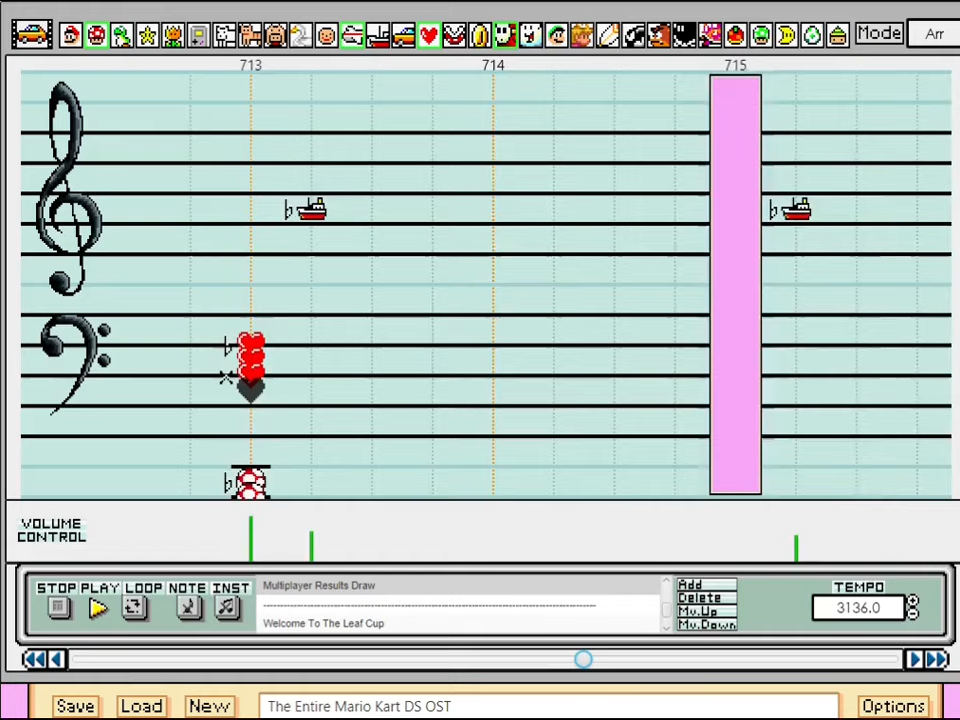 Mode
Arr
713
714
715
VOLUME
CONTROL
STOP PLAY LOOP NOTE INST
Multiplayer Results Draw
Welcome To The Leaf Cup
Add
Delete
Mv.Up
Mv.Down
TEMPO
3136.0
Save
Load
New
The Entire Mario Kart DS OST
Options